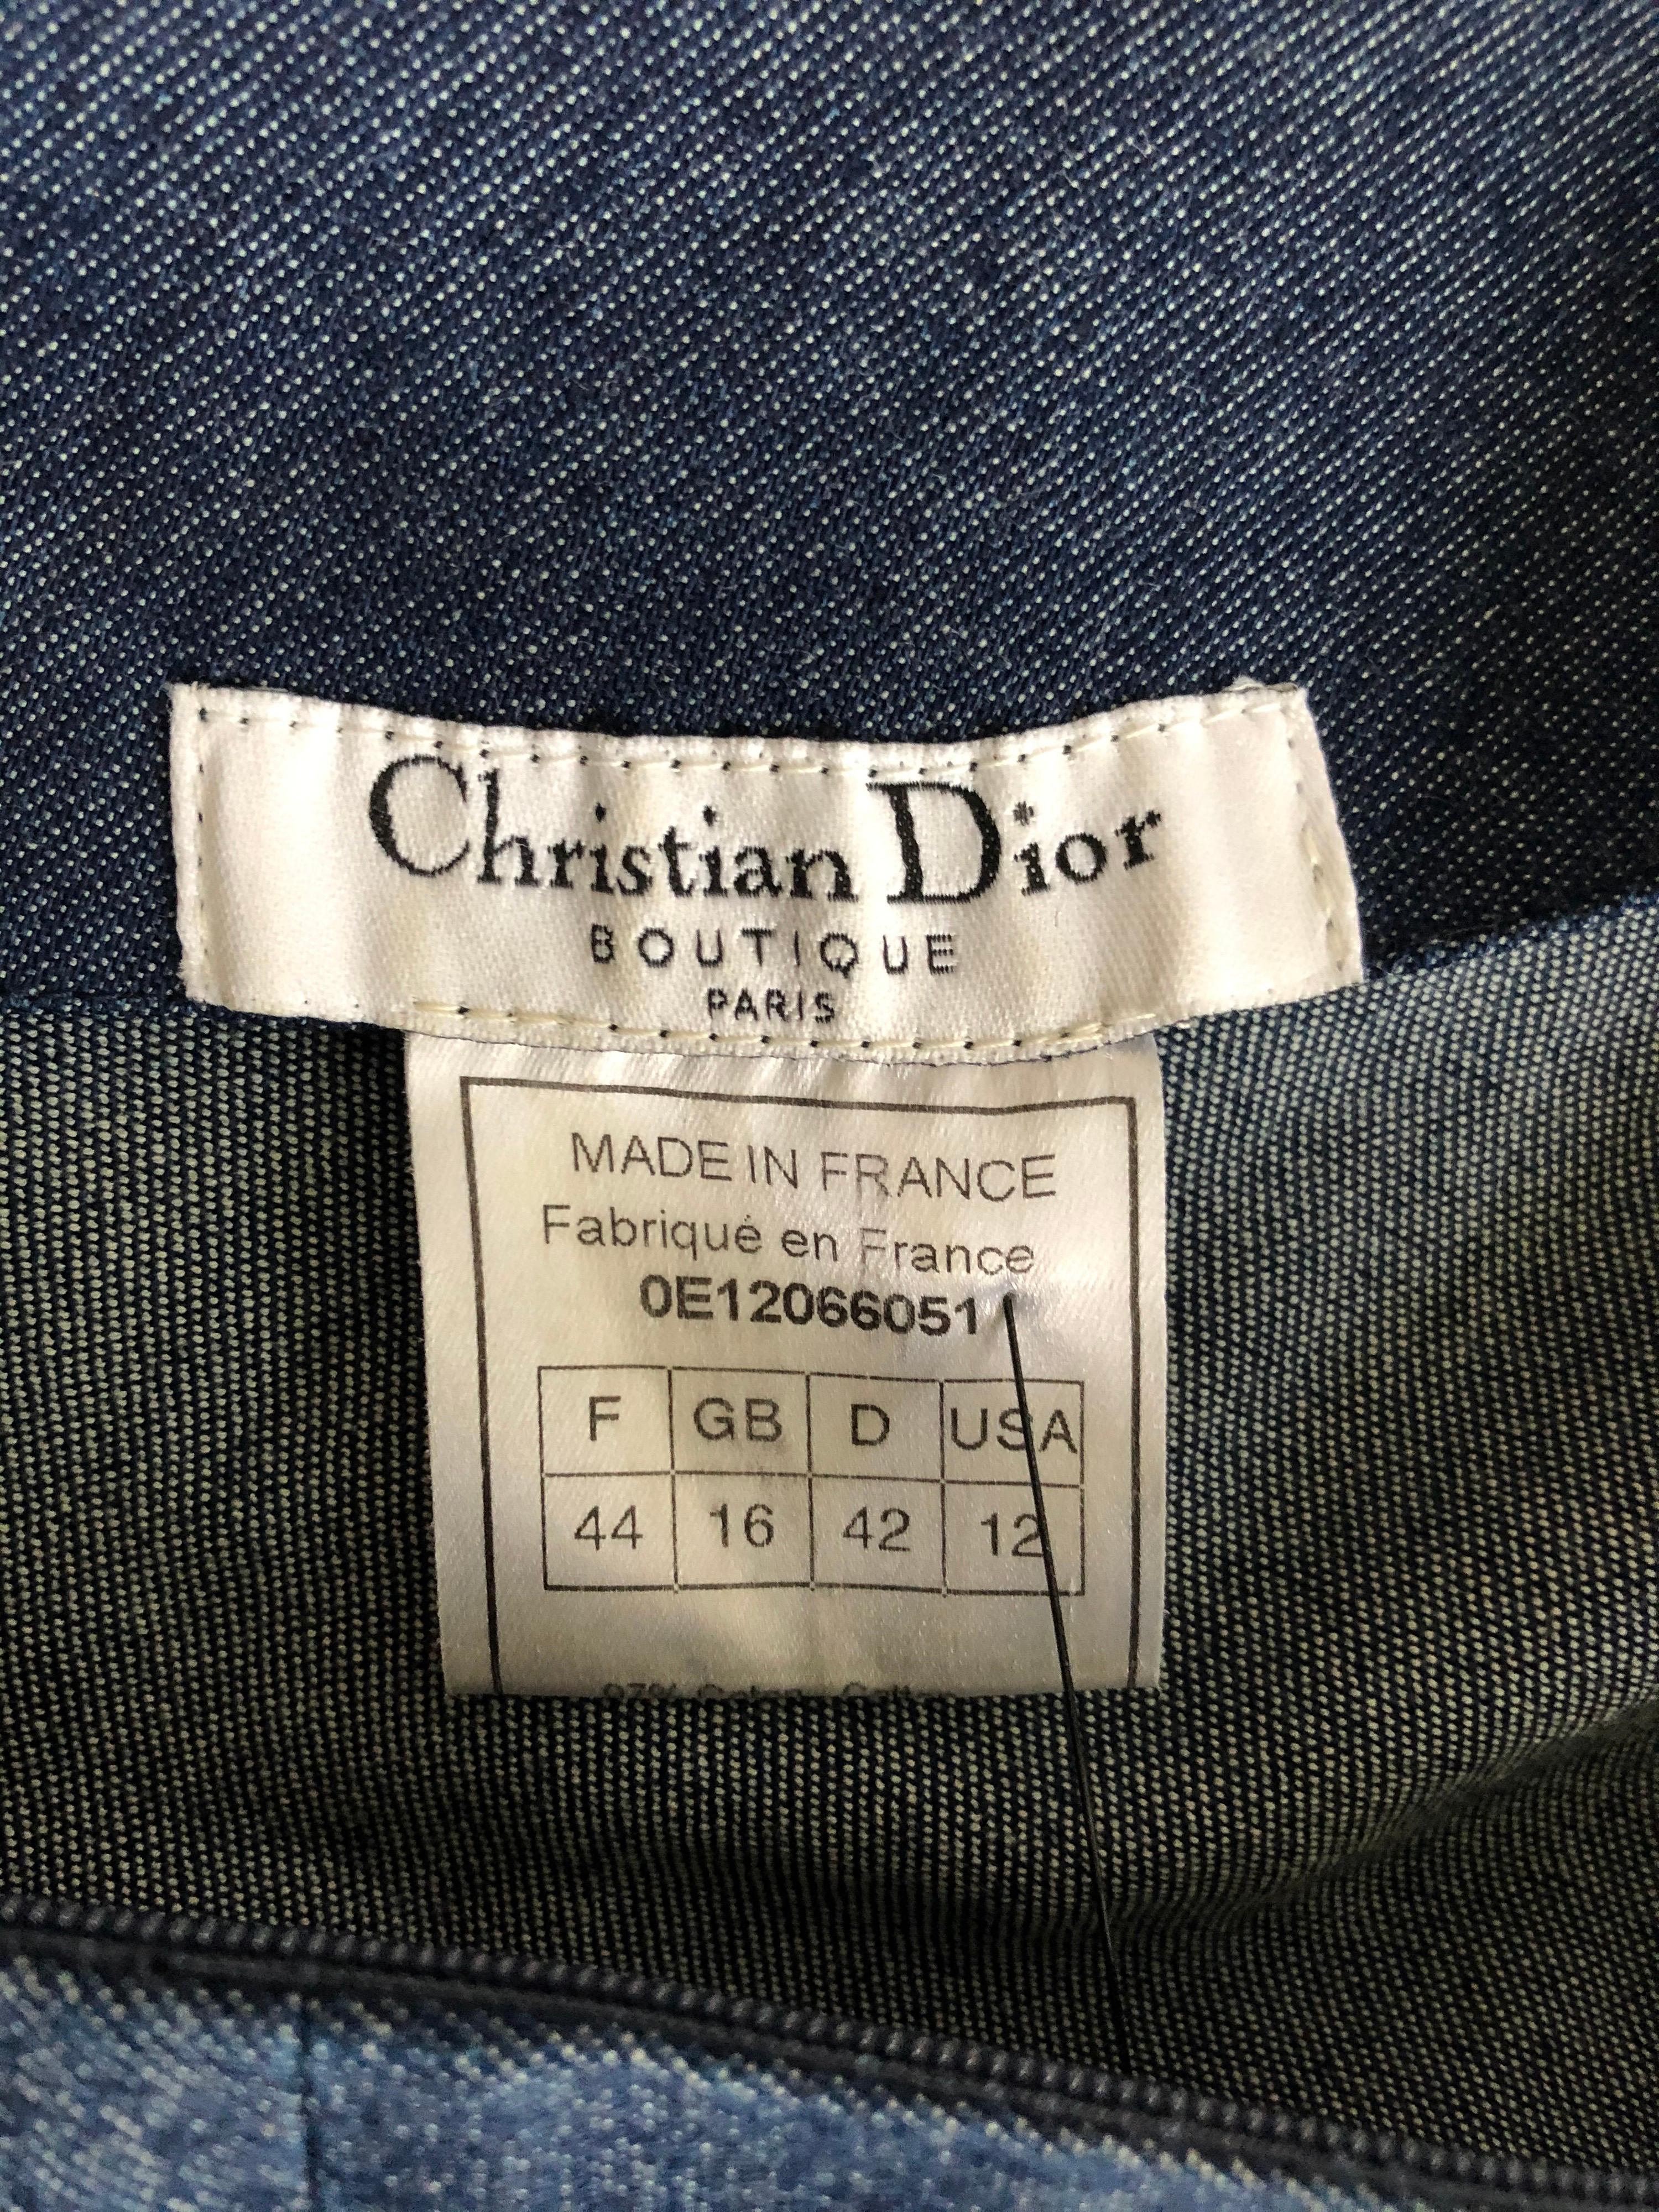 Christian Dior
BOUTIQUE
PARIS
MADE IN FRANCE
Fabriqué en France
0E12066051
F GB D USA
44 16 42 12